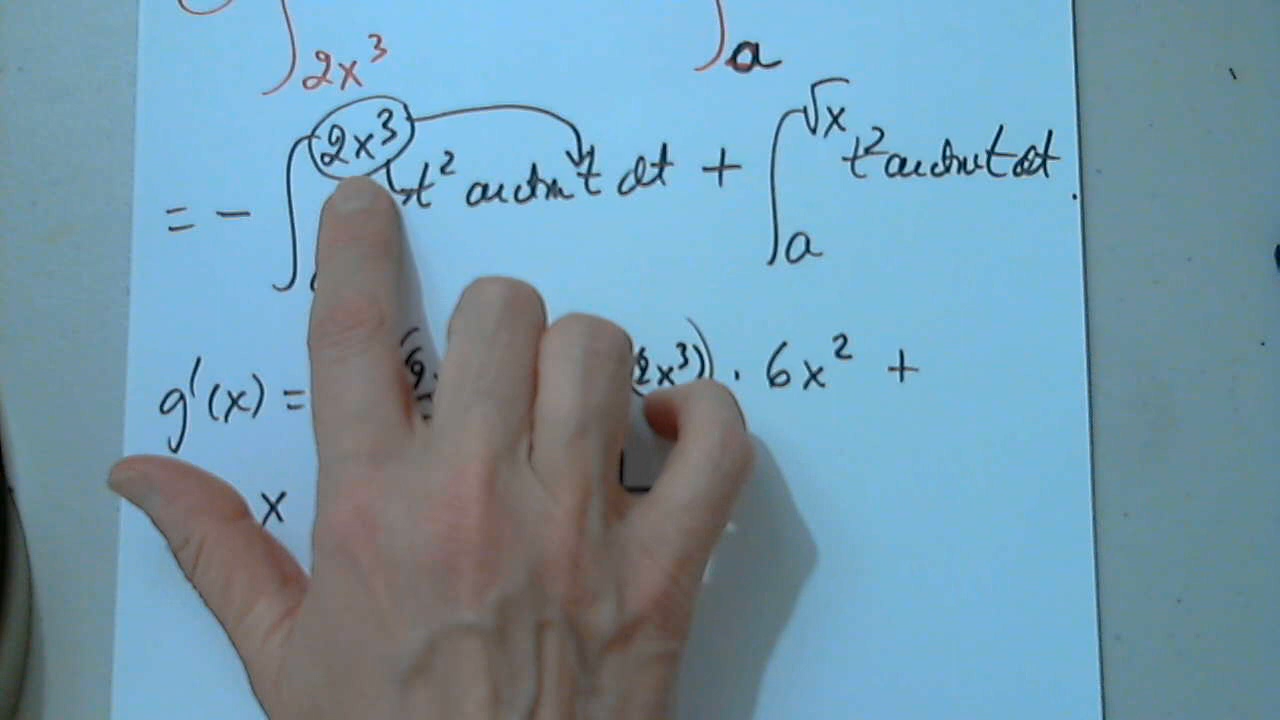 ∫ 2x³ ∫ a
= - ∫ 2x³ t² arctan t dt + ∫ a √x t² arctan t dt
g'(x) = (2x³)) · 6x² +
x